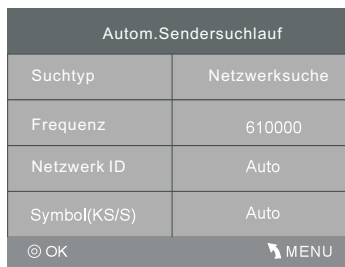 Autom.Sendersuchlauf
Suchtyp Netzwerksuche
Frequenz 610000
Netzwerk ID Auto
Symbol(KS/S) Auto
OK MENU